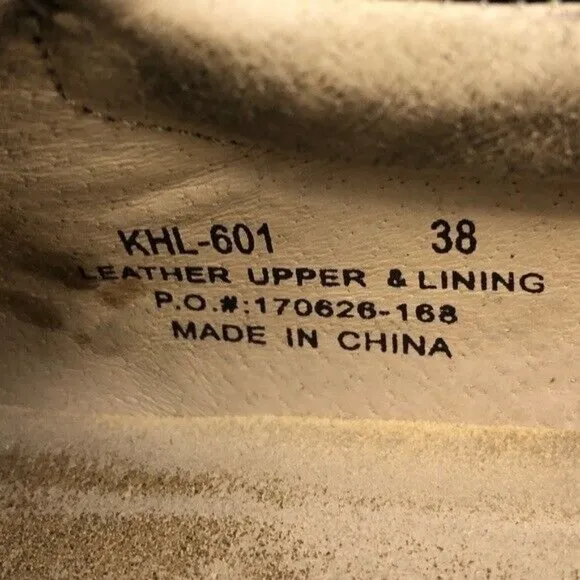 KHL-601 38
LEATHER UPPER & LINING
P.O.#:170626-168
MADE IN CHINA